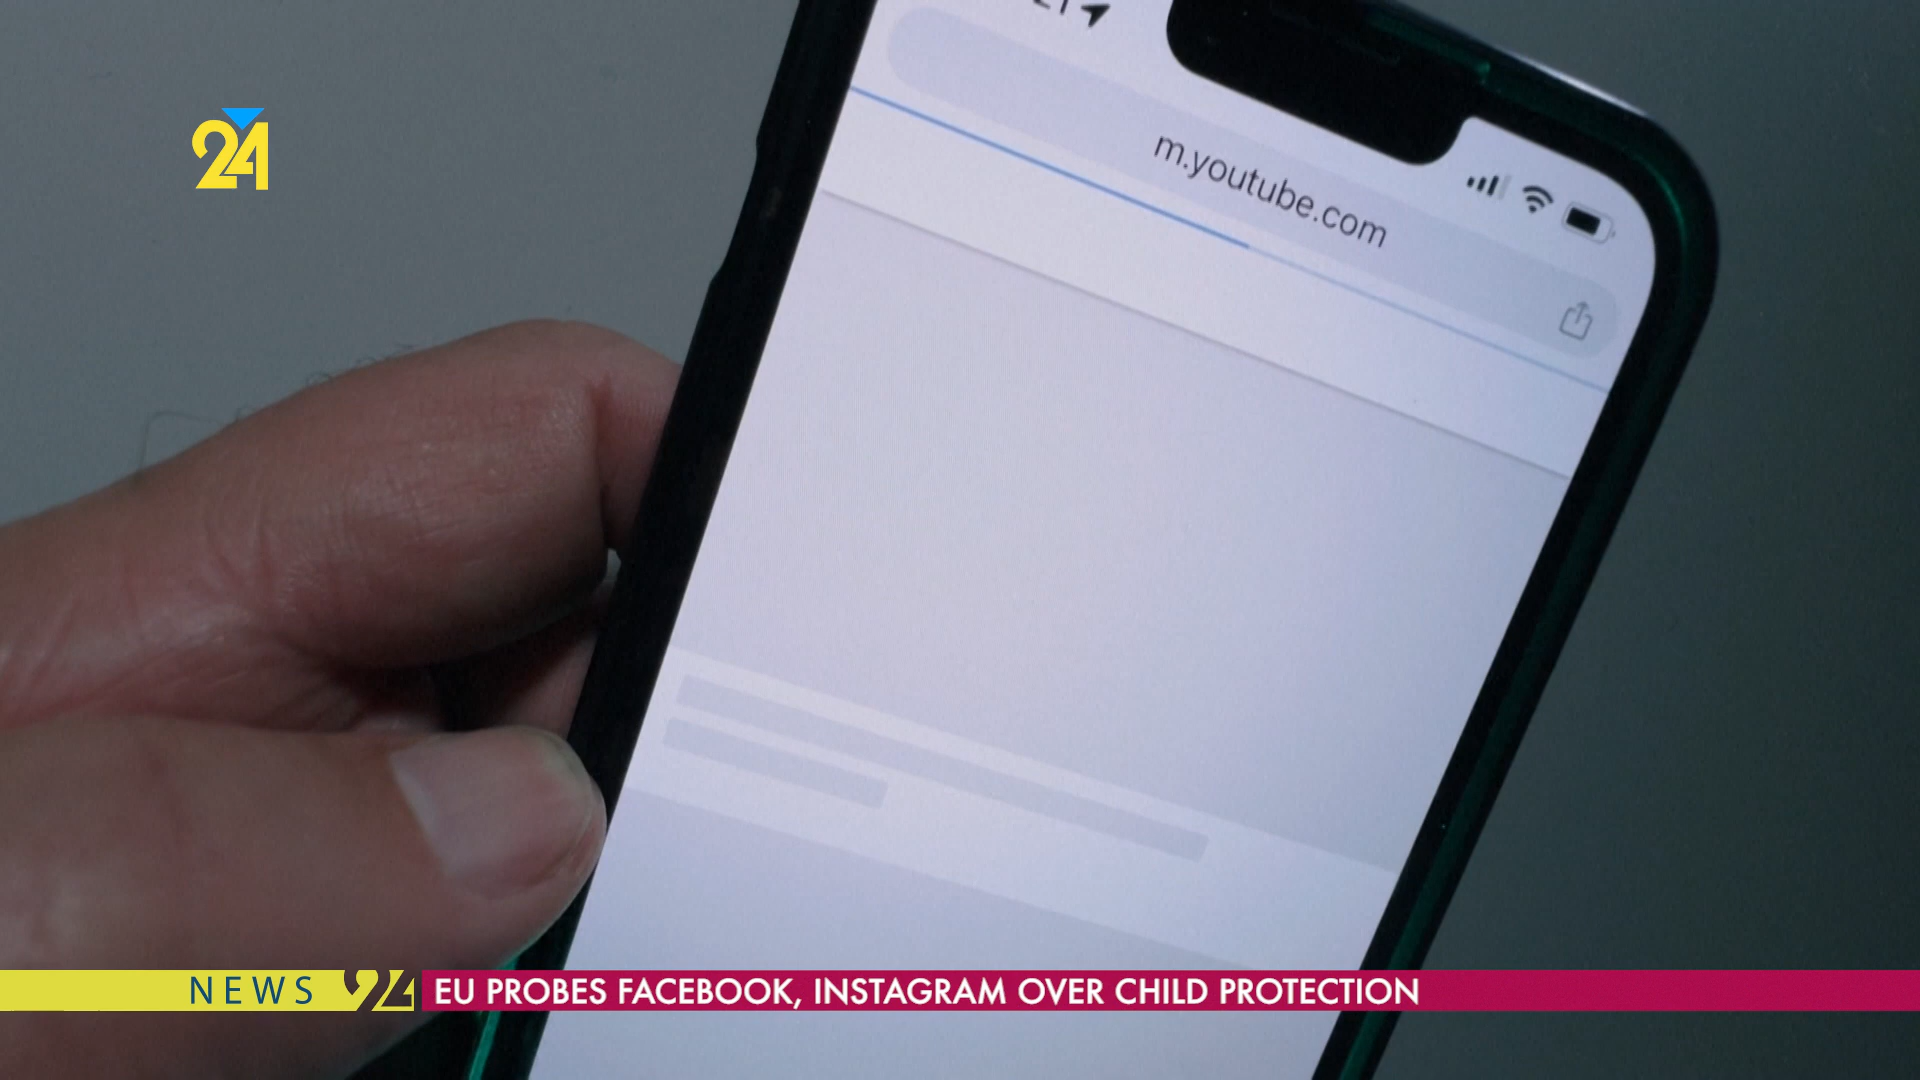 24
m.youtube.com
NEWS 24
EU PROBES FACEBOOK, INSTAGRAM OVER CHILD PROTECTION